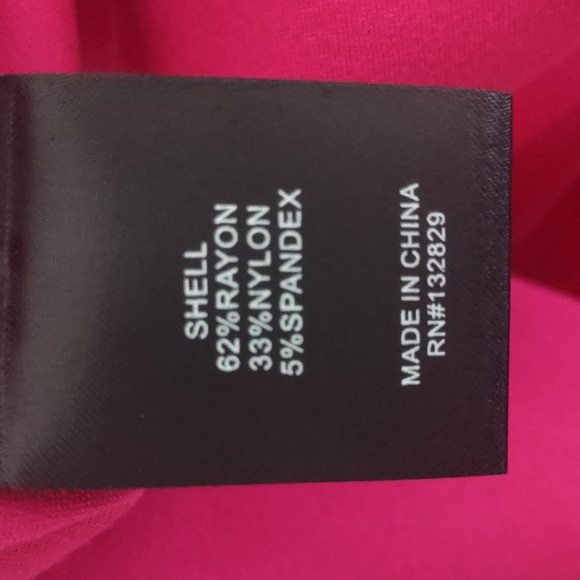 SHELL
62%RAYON
33%NYLON
5%SPANDEX
MADE IN CHINA
RN#132829